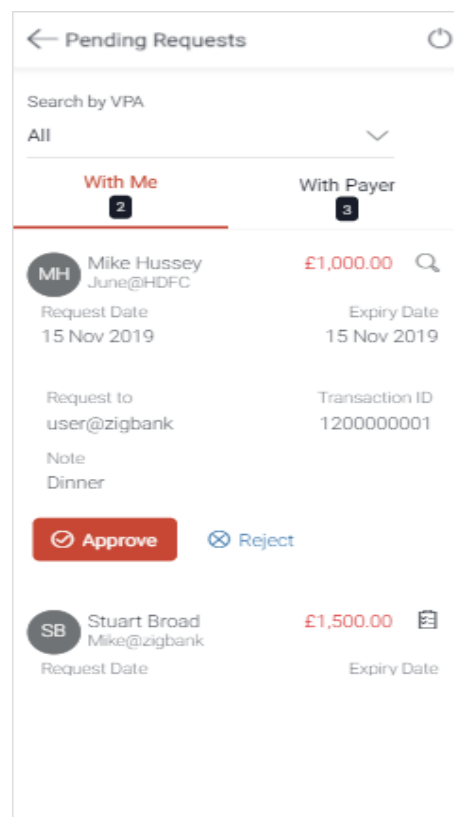 Pending Requests
Search by VPA
All
With Me
2
With Payer
3
MH
Mike Hussey
£1,000.00
June@HDFC
Request Date
Expiry Date
15 Nov 2019
15 Nov 2019
Request to
Transaction ID
user@zigbank
1200000001
Note
Dinner
Approve
Reject
SB
Stuart Broad
£1,500.00
Mike@zigbank
Request Date
Expiry Date